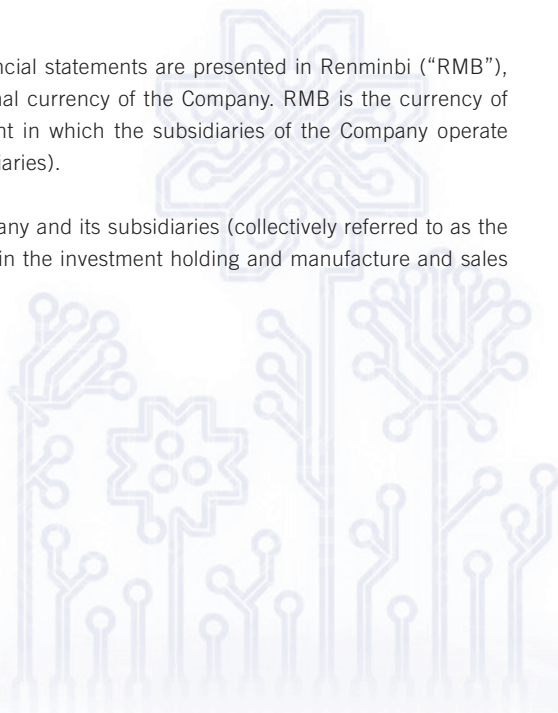 ncial statements are presented in Renminbi (“RMB”),
nal currency of the Company. RMB is the currency of
nt in which the subsidiaries of the Company operate
iaries).
any and its subsidiaries (collectively referred to as the
in the investment holding and manufacture and sales